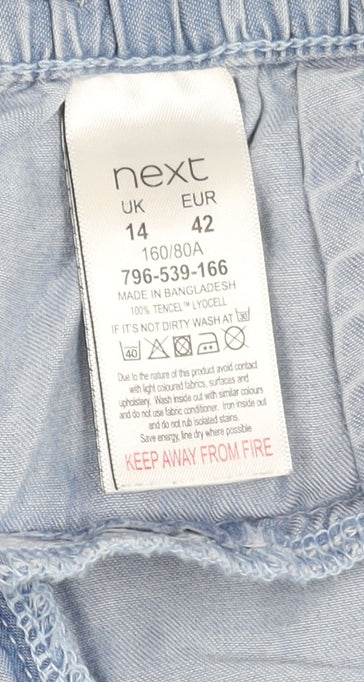 next
UK EUR
14 42
160/80A
796-539-166
MADE IN BANGLADESH
100% TENCEL™ LYOCELL
IF IT'S NOT DIRTY WASH AT 30
40
Due to the nature of this product avoid contact
with light coloured fabrics, surfaces and
upholstery. Wash inside out with similar colours
and do not use fabric conditioner. Iron inside out
and do not rub isolated stains.
Save energy, line dry where possible
KEEP AWAY FROM FIRE